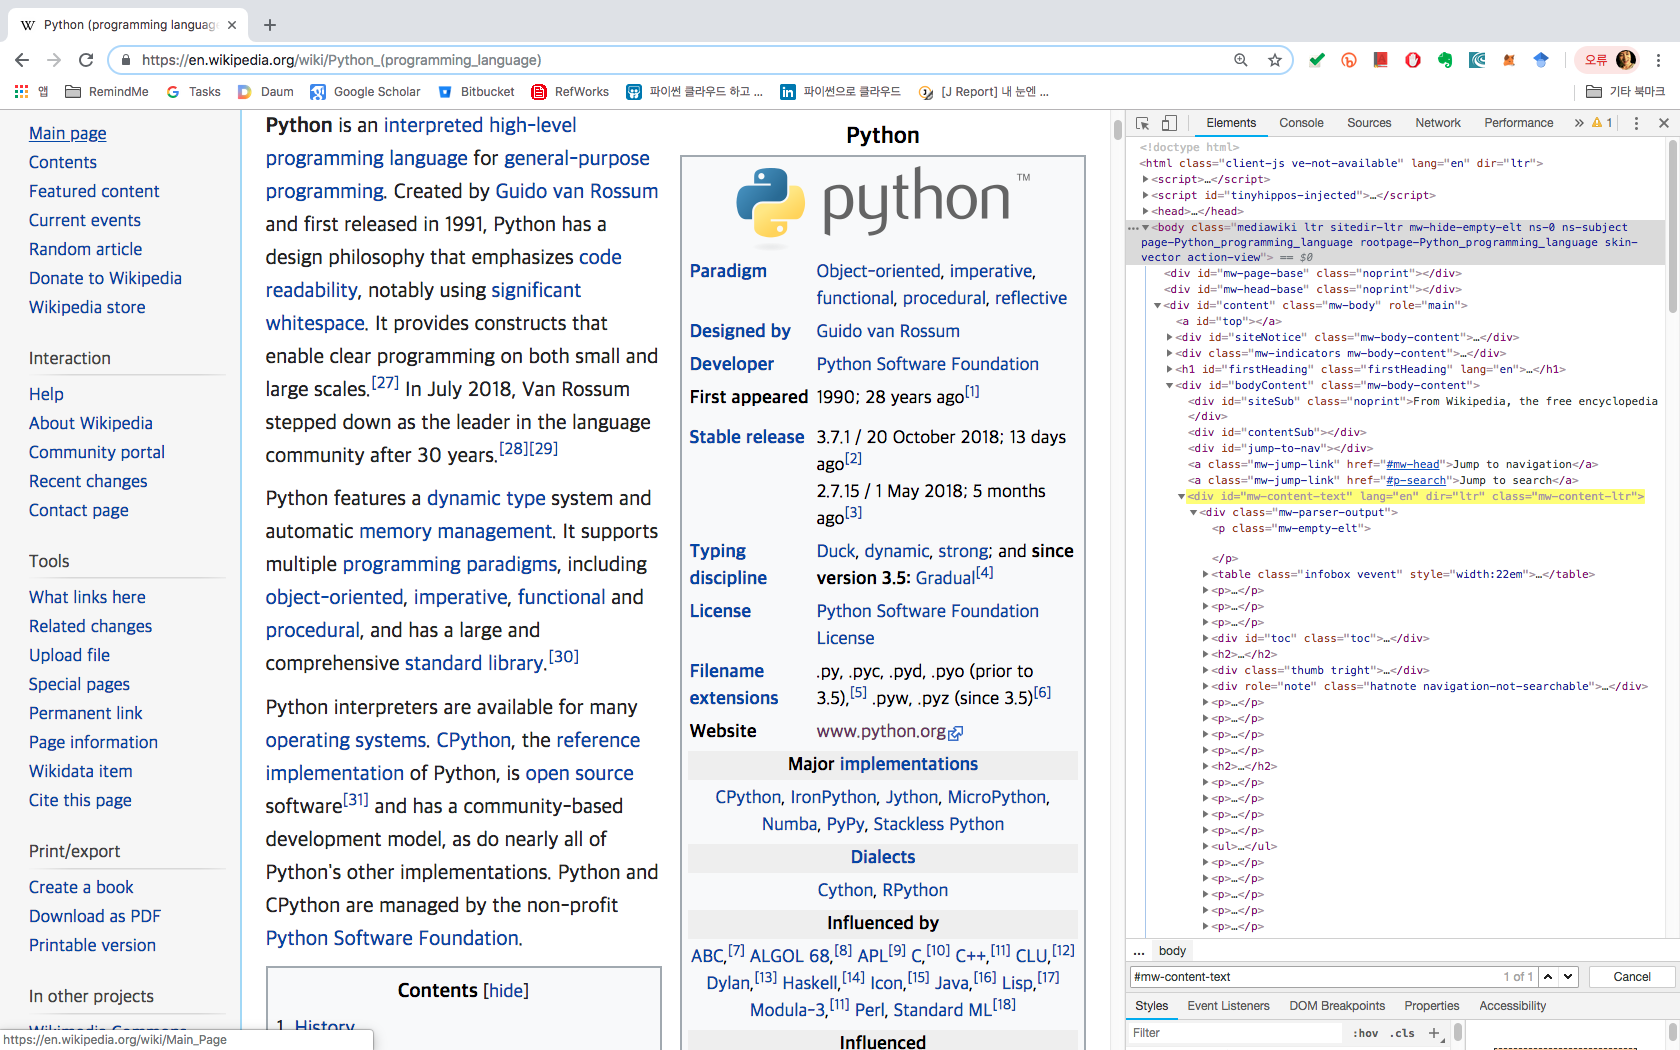 Python (programming languag
https://en.wikipedia.org/wiki/Python_(programming_language)
오류
앱
RemindMe
Tasks
Daum
Google Scholar
Bitbucket
RefWorks
파이썬 클라우드 하고 ...
파이썬으로 클라우드
[J Report] 내 눈엔 ...
기타 북마크
Main page
Contents
Featured content
Current events
Random article
Donate to Wikipedia
Wikipedia store
Interaction
Help
About Wikipedia
Community portal
Recent changes
Contact page
Tools
What links here
Related changes
Upload file
Special pages
Permanent link
Page information
Wikidata item
Cite this page
Print/export
Create a book
Download as PDF
Printable version
In other projects
https://en.wikipedia.org/wiki/Main_Page
Python is an interpreted high-level
programming language for general-purpose
programming. Created by Guido van Rossum
and first released in 1991, Python has a
design philosophy that emphasizes code
readability, notably using significant
whitespace. It provides constructs that
enable clear programming on both small and
large scales.[27] In July 2018, Van Rossum
stepped down as the leader in the language
community after 30 years.[28][29]
Python features a dynamic type system and
automatic memory management. It supports
multiple programming paradigms, including
object-oriented, imperative, functional and
procedural, and has a large and
comprehensive standard library.[30]
Python interpreters are available for many
operating systems. CPython, the reference
implementation of Python, is open source
software[31] and has a community-based
development model, as do nearly all of
Python's other implementations. Python and
CPython are managed by the non-profit
Python Software Foundation.
Contents [hide]
1 History
Python
python™
Paradigm Object-oriented, imperative,
functional, procedural, reflective
Designed by Guido van Rossum
Developer Python Software Foundation
First appeared 1990; 28 years ago[1]
Stable release 3.7.1 / 20 October 2018; 13 days
ago[2]
2.7.15 / 1 May 2018; 5 months
ago[3]
Typing Duck, dynamic, strong; and since
discipline version 3.5: Gradual[4]
License Python Software Foundation
License
Filename .py, .pyc, .pyd, .pyo (prior to
extensions 3.5),[5] .pyw, .pyz (since 3.5)[6]
Website www.python.org
Major implementations
CPython, IronPython, Jython, MicroPython,
Numba, PyPy, Stackless Python
Dialects
Cython, RPython
Influenced by
ABC,[7] ALGOL 68,[8] APL[9] C,[10] C++,[11] CLU,[12]
Dylan,[13] Haskell,[14] Icon,[15] Java,[16] Lisp,[17]
Modula-3,[11] Perl, Standard ML[18]
Influenced
Elements Console Sources Network Performance » 1
<!doctype html>
<html class="client-js ve-not-available" lang="en" dir="ltr">
<script>…</script>
<script id="tinyhippos-injected">…</script>
<head>…</head>
<body class="mediawiki ltr sitedir-ltr mw-hide-empty-elt ns-0 ns-subject
page-Python_programming_language rootpage-Python_programming_language skin-
vector action-view"> == $0
<div id="mw-page-base" class="noprint"></div>
<div id="mw-head-base" class="noprint"></div>
<div id="content" class="mw-body" role="main">
<a id="top"></a>
<div id="siteNotice" class="mw-body-content">…</div>
<div class="mw-indicators mw-body-content">…</div>
<h1 id="firstHeading" class="firstHeading" lang="en">…</h1>
<div id="bodyContent" class="mw-body-content">
<div id="siteSub" class="noprint">From Wikipedia, the free encyclopedia
</div>
<div id="contentSub"></div>
<div id="jump-to-nav"></div>
<a class="mw-jump-link" href="#mw-head">Jump to navigation</a>
<a class="mw-jump-link" href="#p-search">Jump to search</a>
<div id="mw-content-text" lang="en" dir="ltr" class="mw-content-ltr">
<div class="mw-parser-output">
<p class="mw-empty-elt">
</p>
<table class="infobox vevent" style="width:22em">…</table>
<p>…</p>
<p>…</p>
<p>…</p>
<div id="toc" class="toc">…</div>
<h2>…</h2>
<div class="thumb tright">…</div>
<div role="note" class="hatnote navigation-not-searchable">…</div>
<p>…</p>
<p>…</p>
<p>…</p>
<p>…</p>
<h2>…</h2>
<p>…</p>
<p>…</p>
<p>…</p>
<p>…</p>
<ul>…</ul>
<p>…</p>
<p>…</p>
<p>…</p>
<p>…</p>
<p>…</p>
... body
#mw-content-text 1 of 1 Cancel
Styles Event Listeners DOM Breakpoints Properties Accessibility
Filter :hov .cls +